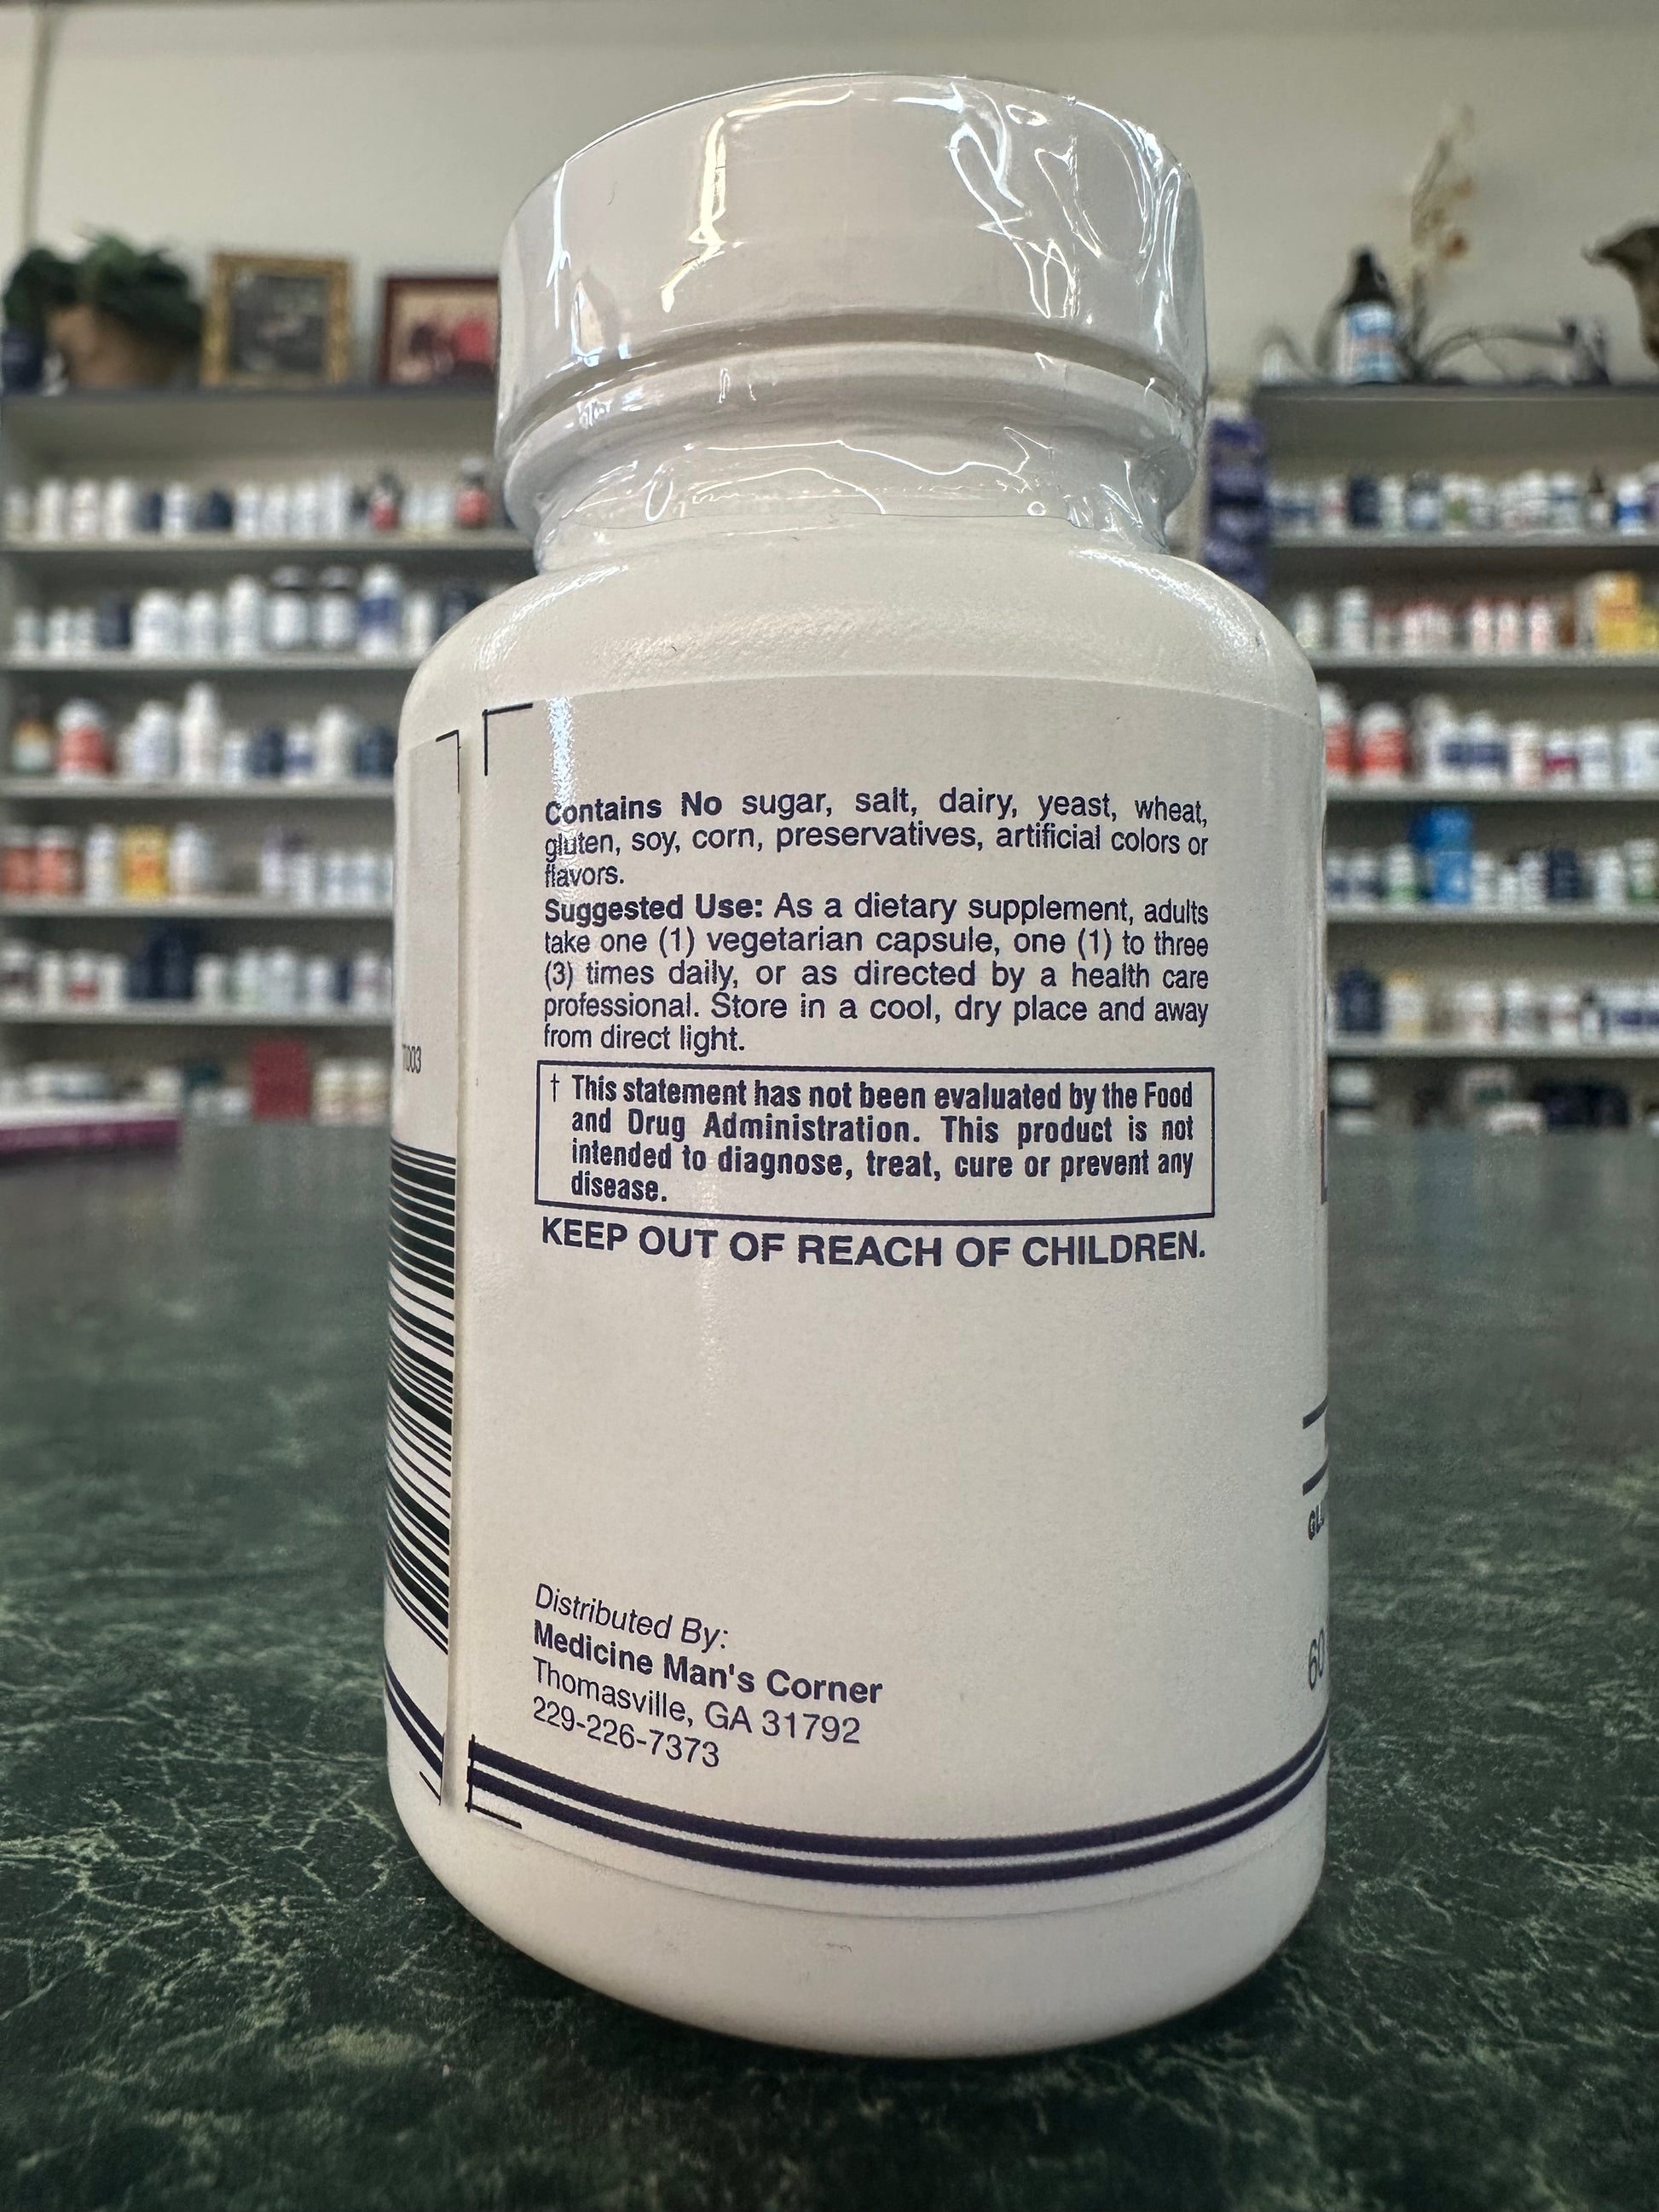 Contains No sugar, salt, dairy, yeast, wheat,
gluten, soy, corn, preservatives, artificial colors or
flavors.
Suggested Use: As a dietary supplement, adults
take one (1) vegetarian capsule, one (1) to three
(3) times daily, or as directed by a health care
professional. Store in a cool, dry place and away
from direct light.
† This statement has not been evaluated by the Food
and Drug Administration. This product is not
intended to diagnose, treat, cure or prevent any
disease.
KEEP OUT OF REACH OF CHILDREN.
Distributed By:
Medicine Man's Corner
Thomasville, GA 31792
229-226-7373
60